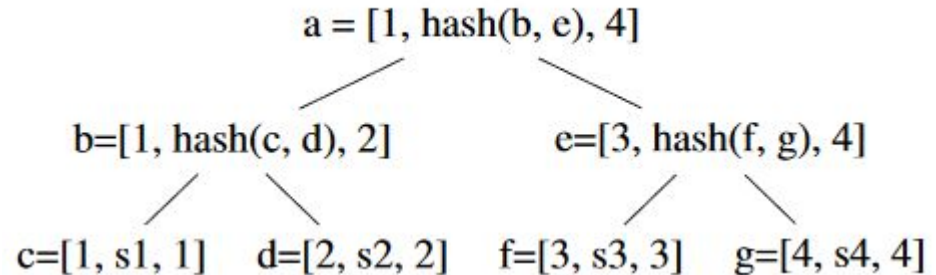 a = [1, hash(b, e), 4]
b=[1, hash(c, d), 2] e=[3, hash(f, g), 4]
c=[1, s1, 1] d=[2, s2, 2] f=[3, s3, 3] g=[4, s4, 4]